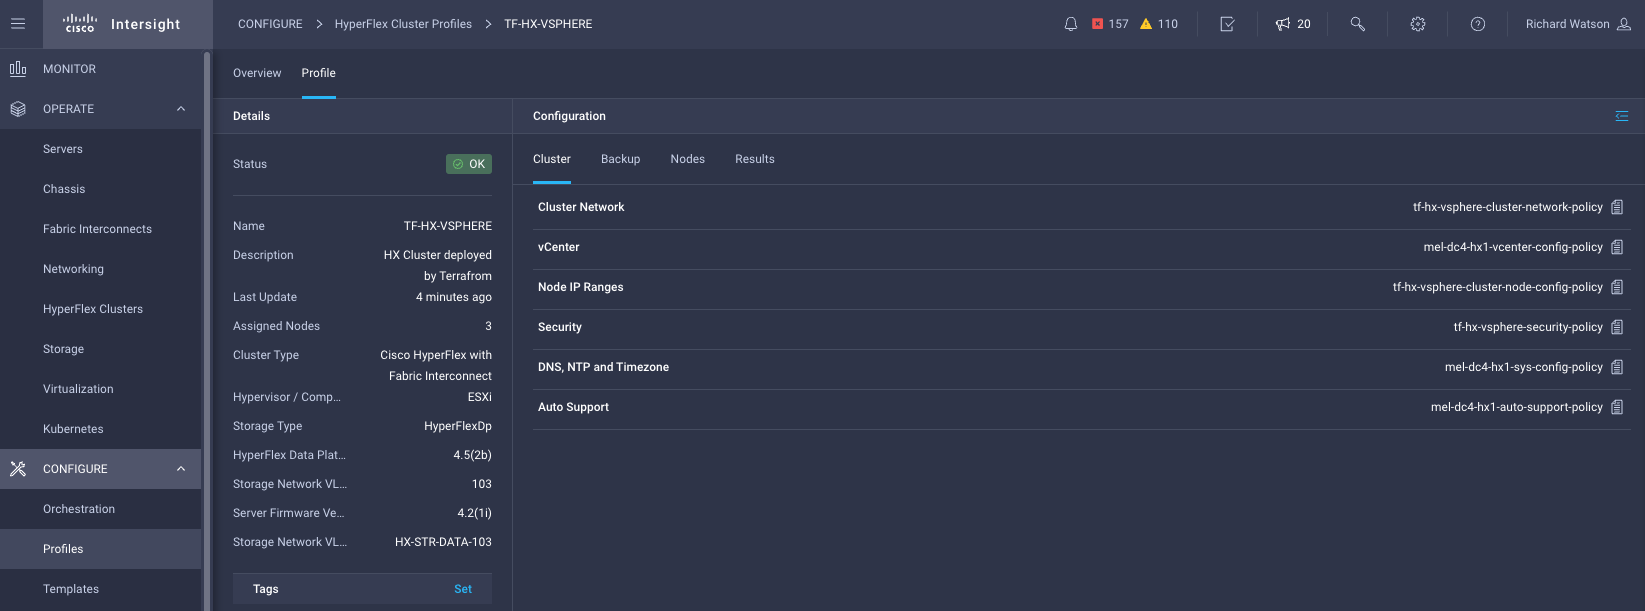 CISCO Intersight
CONFIGURE > HyperFlex Cluster Profiles > TF-HX-VSPHERE
157 110 20 Richard Watson
MONITOR
OPERATE
Servers
Chassis
Fabric Interconnects
Networking
HyperFlex Clusters
Storage
Virtualization
Kubernetes
CONFIGURE
Orchestration
Profiles
Templates
Overview Profile
Details
Status OK
Name TF-HX-VSPHERE
Description HX Cluster deployed
by Terrafrom
Last Update 4 minutes ago
Assigned Nodes 3
Cluster Type Cisco HyperFlex with
Fabric Interconnect
Hypervisor / Comp... ESXi
Storage Type HyperFlexDp
HyperFlex Data Plat... 4.5(2b)
Storage Network VL... 103
Server Firmware Ve... 4.2(1i)
Storage Network VL... HX-STR-DATA-103
Tags Set
Configuration
Cluster Backup Nodes Results
Cluster Network tf-hx-vsphere-cluster-network-policy
vCenter mel-dc4-hx1-vcenter-config-policy
Node IP Ranges tf-hx-vsphere-cluster-node-config-policy
Security tf-hx-vsphere-security-policy
DNS, NTP and Timezone mel-dc4-hx1-sys-config-policy
Auto Support mel-dc4-hx1-auto-support-policy